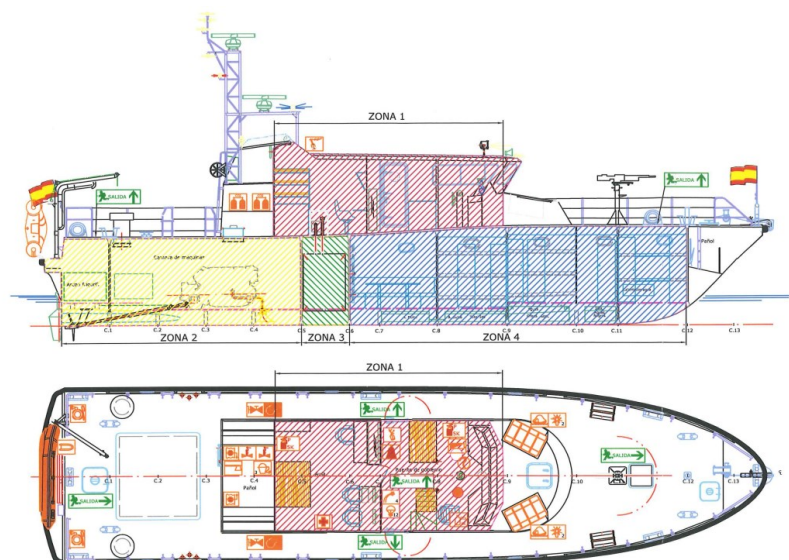 ZONA 1
SALIDA
SALIDA
Camara de maquinas
Pañol
C.1
C.2
C.3
C.4
C.5
C.6
C.7
C.8
C.9
C.10
C.11
C.12
C.13
ZONA 2
ZONA 3
ZONA 4
ZONA 1
SALIDA
SALIDA
SALIDA
SALIDA
SALIDA
Pañol
C.1
C.2
C.3
C.4
C.5
C.6
C.8
C.10
C.12
C.13